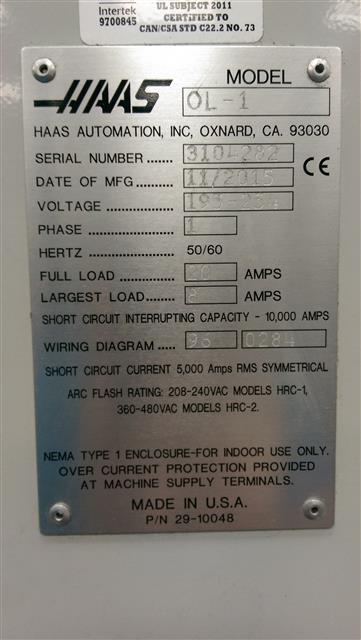 Intertek
9700845
UL SUBJECT 2011
CERTIFIED TO
CAN/CSA STD C22.2 NO. 73
HAAS
MODEL
OL-1
HAAS AUTOMATION, INC, OXNARD, CA. 93030
SERIAL NUMBER ...... 3104282
CE
DATE OF MFG ........... 11/2015
VOLTAGE ................
PHASE .................... 1
HERTZ .................... 50/60
FULL LOAD ............. 20 AMPS
LARGEST LOAD....... 8 AMPS
SHORT CIRCUIT INTERRUPTING CAPACITY - 10,000 AMPS
WIRING DIAGRAM ..... 96 0284
SHORT CIRCUIT CURRENT 5,000 Amps RMS SYMMETRICAL
ARC FLASH RATING: 208-240VAC MODELS HRC-1,
360-480VAC MODELS HRC-2.
NEMA TYPE 1 ENCLOSURE-FOR INDOOR USE ONLY.
OVER CURRENT PROTECTION PROVIDED
AT MACHINE SUPPLY TERMINALS.
MADE IN U.S.A.
P/N 29-10048